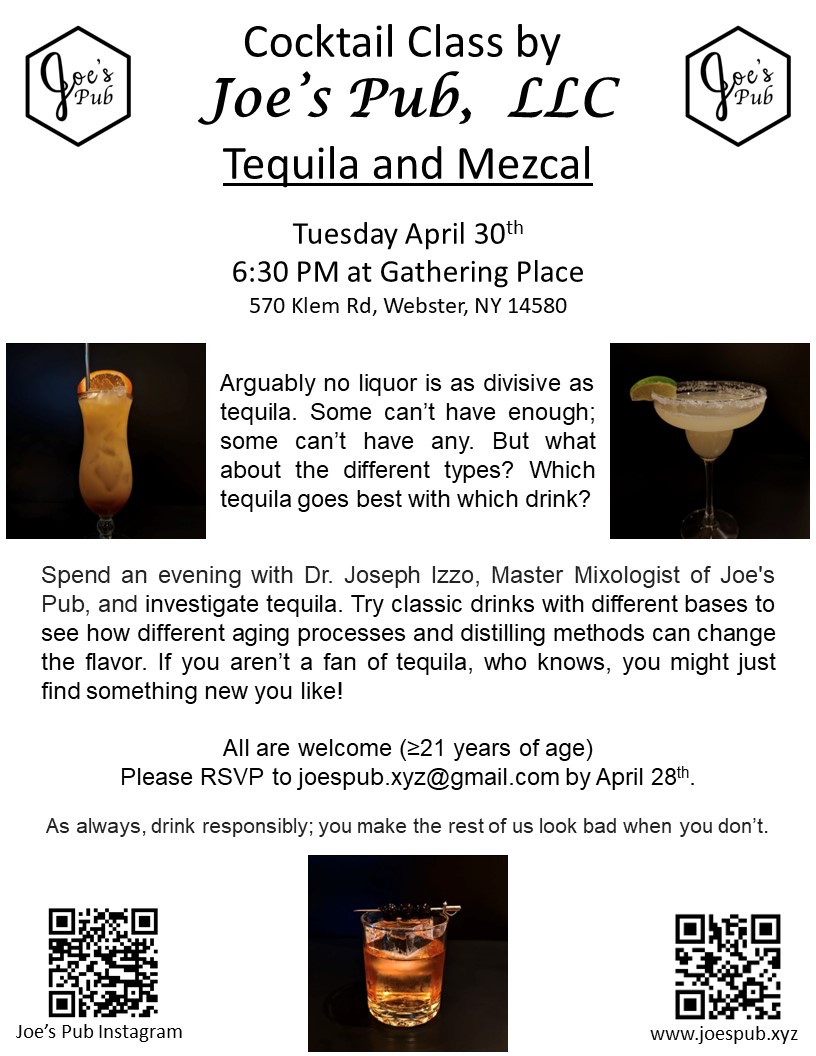 Joe's
Pub
Cocktail Class by
Joe's
Pub
Joe’s Pub, LLC
Tequila and Mezcal
Tuesday April 30th
6:30 PM at Gathering Place
570 Klem Rd, Webster, NY 14580
Arguably no liquor is as divisive as
tequila. Some can’t have enough;
some can’t have any. But what
about the different types? Which
tequila goes best with which drink?
Spend an evening with Dr. Joseph Izzo, Master Mixologist of Joe's
Pub, and investigate tequila. Try classic drinks with different bases to
see how different aging processes and distilling methods can change
the flavor. If you aren’t a fan of tequila, who knows, you might just
find something new you like!
All are welcome (≥21 years of age)
Please RSVP to joespub.xyz@gmail.com by April 28th.
As always, drink responsibly; you make the rest of us look bad when you don’t.
Joe’s Pub Instagram
www.joespub.xyz